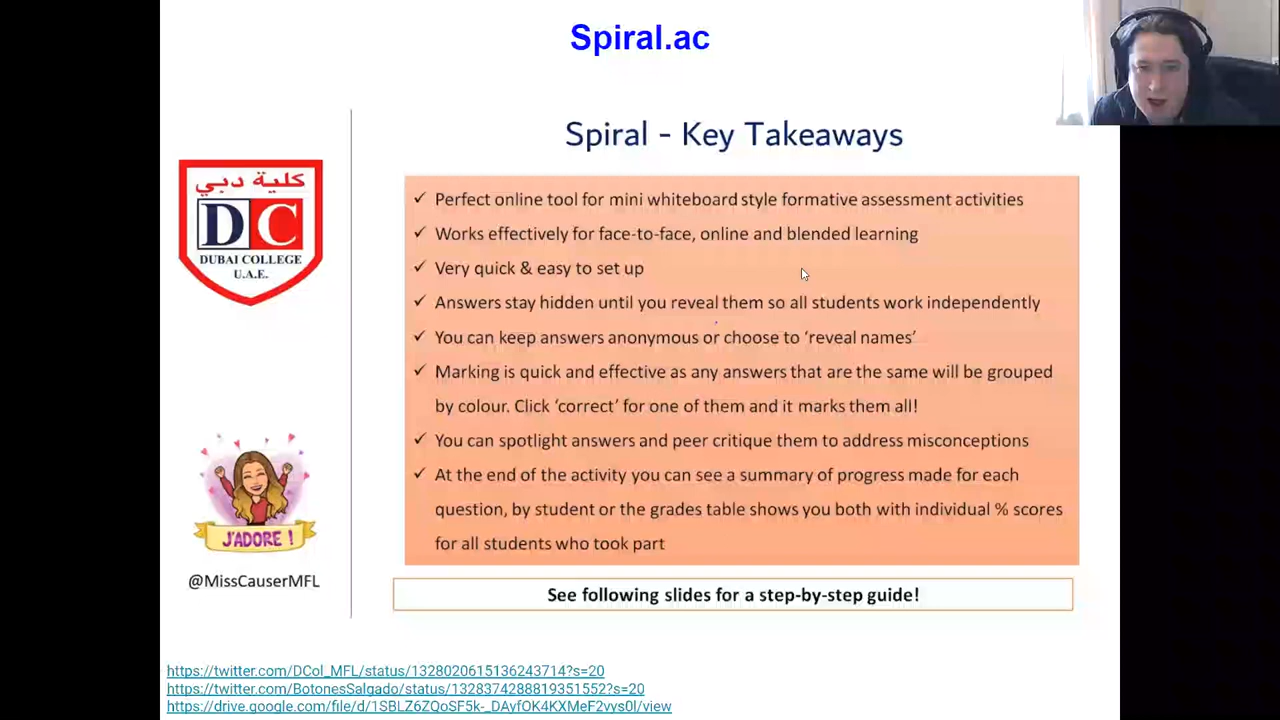 Spiral.ac
Spiral - Key Takeaways
كلية دبي
DC
DUBAI COLLEGE
U.A.E.
✓ Perfect online tool for mini whiteboard style formative assessment activities
✓ Works effectively for face-to-face, online and blended learning
✓ Very quick & easy to set up
✓ Answers stay hidden until you reveal them so all students work independently
✓ You can keep answers anonymous or choose to ‘reveal names’
✓ Marking is quick and effective as any answers that are the same will be grouped
by colour. Click ‘correct’ for one of them and it marks them all!
✓ You can spotlight answers and peer critique them to address misconceptions
✓ At the end of the activity you can see a summary of progress made for each
question, by student or the grades table shows you both with individual % scores
for all students who took part
J'ADORE !
@MissCauserMFL
See following slides for a step-by-step guide!
https://twitter.com/DCol_MFL/status/1328020615136243714?s=20
https://twitter.com/BotonesSalgado/status/1328374288819351552?s=20
https://drive.google.com/file/d/1SBLZ6ZQoSF5k-_DAyfOK4KXMeF2vys0l/view